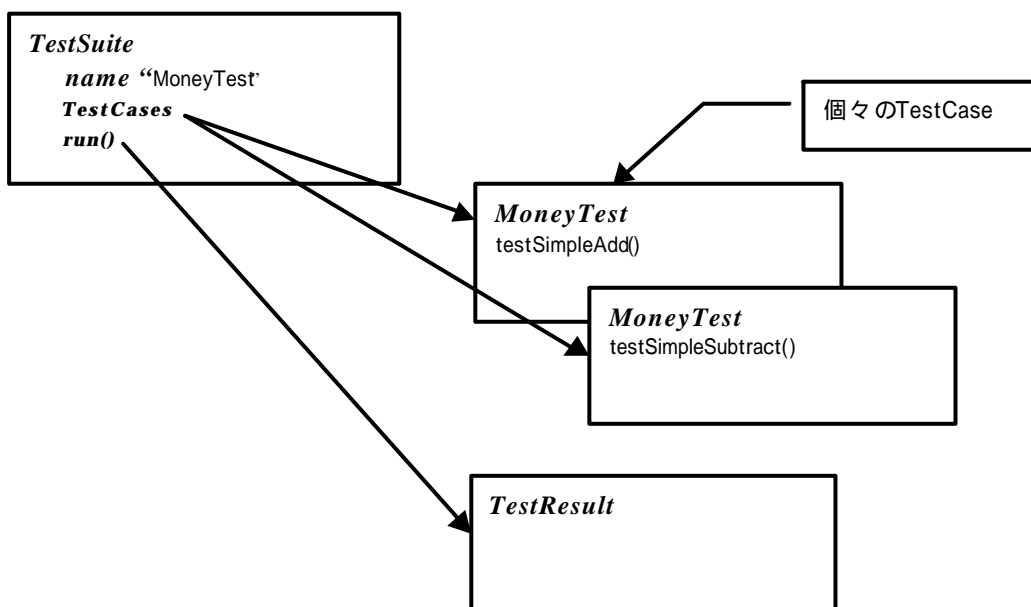 TestSuite
name “MoneyTest”
TestCases
run()
個々のTestCase
MoneyTest
testSimpleAdd()
MoneyTest
testSimpleSubtract()
TestResult